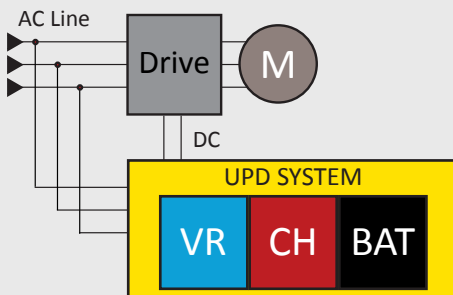 AC Line
Drive
M
DC
UPD SYSTEM
VR CH BAT